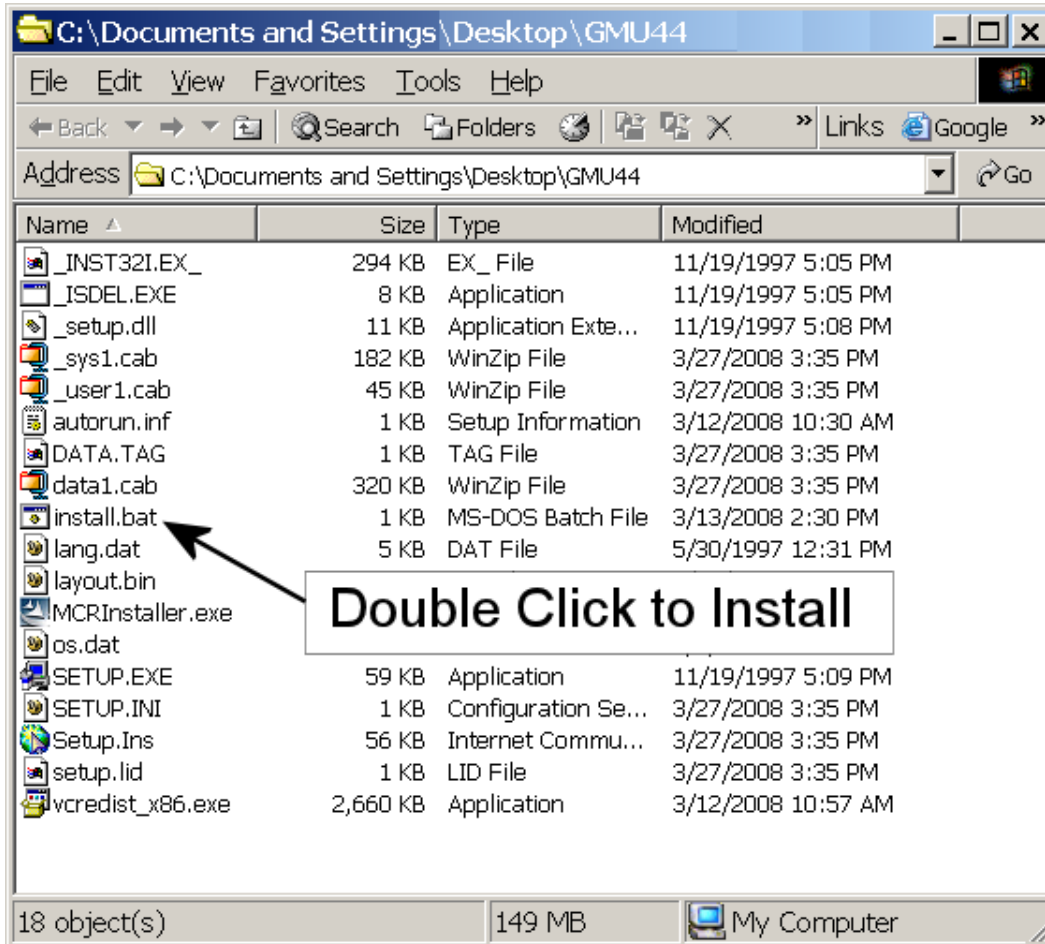 C:\Documents and Settings\Desktop\GMU44
File Edit View Favorites Tools Help
Back Search Folders » Links Google »
Address C:\Documents and Settings\Desktop\GMU44 Go
Name Size Type Modified
_INST32I.EX_ 294 KB EX_ File 11/19/1997 5:05 PM
_ISDEL.EXE 8 KB Application 11/19/1997 5:05 PM
_setup.dll 11 KB Application Exte... 11/19/1997 5:08 PM
_sys1.cab 182 KB WinZip File 3/27/2008 3:35 PM
_user1.cab 45 KB WinZip File 3/27/2008 3:35 PM
autorun.inf 1 KB Setup Information 3/12/2008 10:30 AM
DATA.TAG 1 KB TAG File 3/27/2008 3:35 PM
data1.cab 320 KB WinZip File 3/27/2008 3:35 PM
install.bat 1 KB MS-DOS Batch File 3/13/2008 2:30 PM
lang.dat 5 KB DAT File 5/30/1997 12:31 PM
layout.bin
MCRInstaller.exe
Double Click to Install
os.dat
SETUP.EXE 59 KB Application 11/19/1997 5:09 PM
SETUP.INI 1 KB Configuration Se... 3/27/2008 3:35 PM
Setup.Ins 56 KB Internet Commu... 3/27/2008 3:35 PM
setup.lid 1 KB LID File 3/27/2008 3:35 PM
vcredist_x86.exe 2,660 KB Application 3/12/2008 10:57 AM
18 object(s) 149 MB My Computer